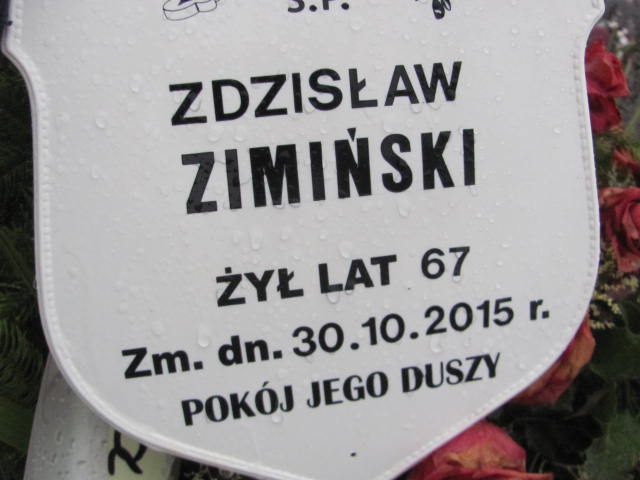 Ś.P.
ZDZISŁAW
ZIMIŃSKI
ŻYŁ LAT 67
Zm. dn. 30.10.2015 r.
POKÓJ JEGO DUSZY